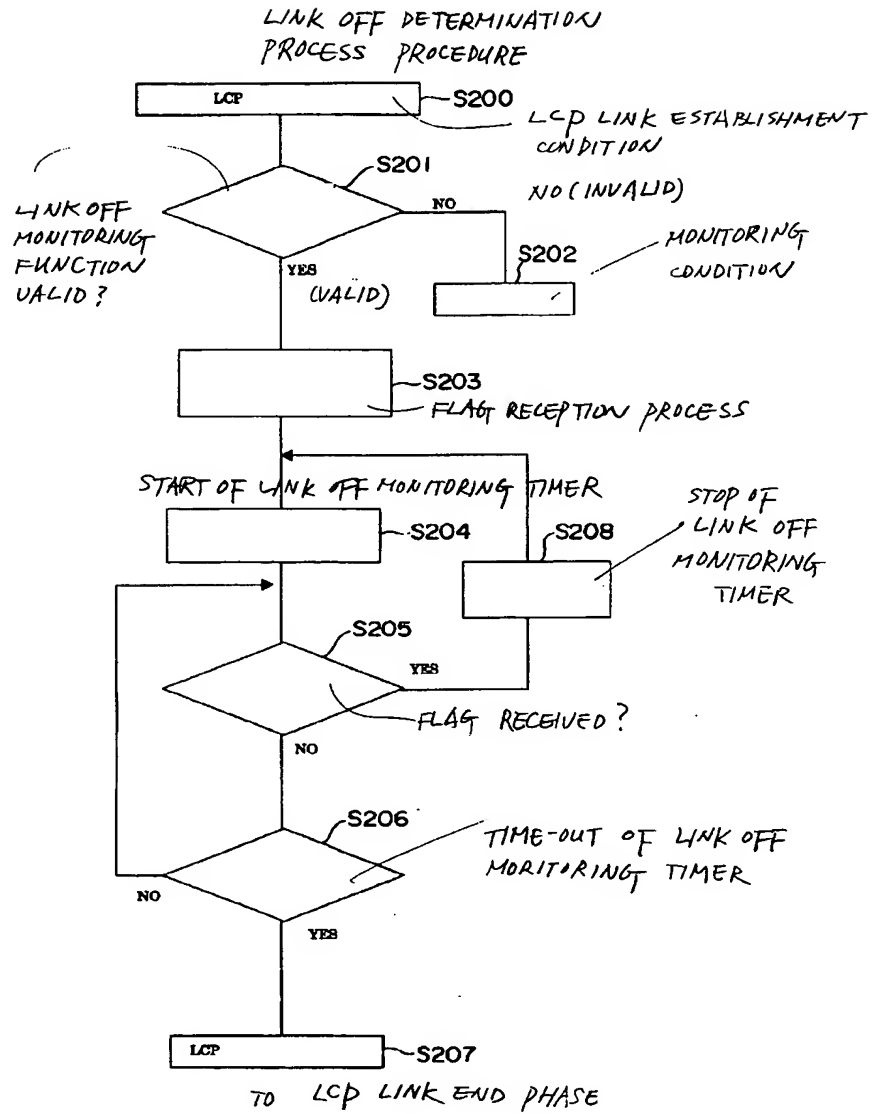 LINK OFF DETERMINATION
PROCESS PROCEDURE
LCP
S200
LCP LINK ESTABLISHMENT
CONDITION
S201
NO
NO (INVALID)
LINK OFF
MONITORING
FUNCTION
VALID?
YES
(VALID)
S202
MONITORING
CONDITION
S203
FLAG RECEPTION PROCESS
START OF LINK OFF MONITORING TIMER
S204
S208
STOP OF
LINK OFF
MONITORING
TIMER
S205
YES
FLAG RECEIVED?
NO
S206
TIME-OUT OF LINK OFF
MORITORING TIMER
NO
YES
LCP
S207
TO LCP LINK END PHASE